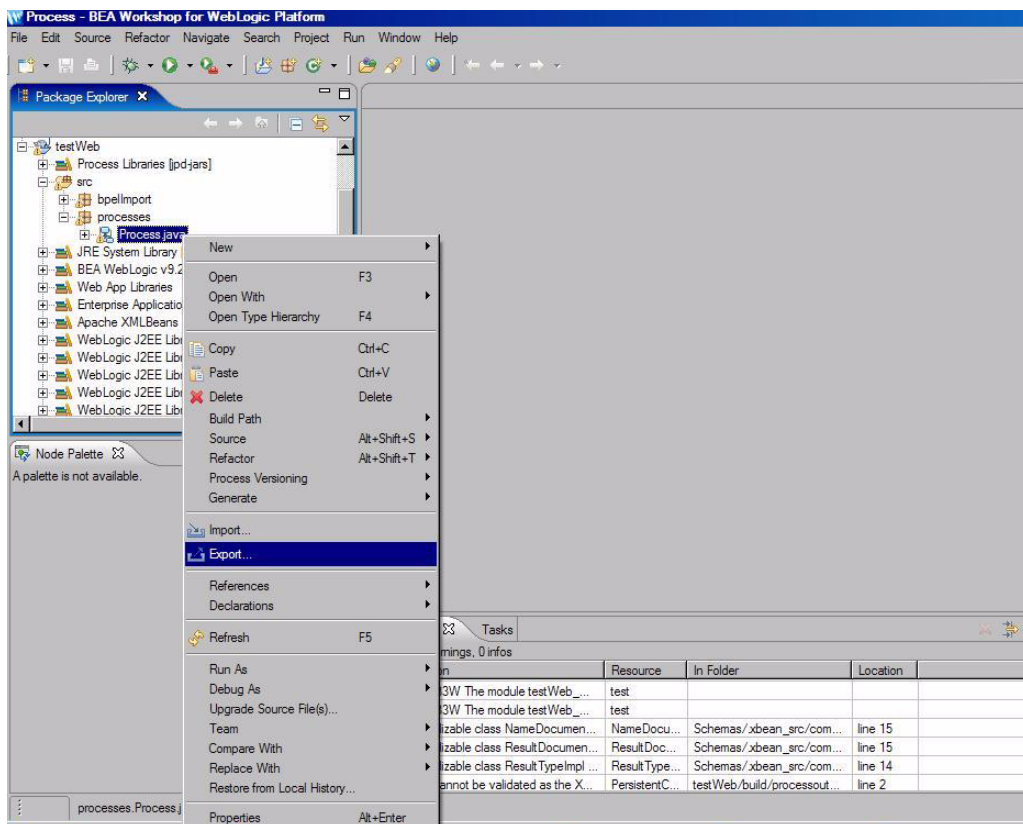 Process - BEA Workshop for WebLogic Platform
File Edit Source Refactor Navigate Search Project Run Window Help
Package Explorer
testWeb
Process Libraries [jpd-jars]
src
bpelImport
processes
Process.java
JRE System Library
BEA WebLogic v9.2
Web App Libraries
Enterprise Applicatio
Apache XMLBeans
WebLogic J2EE Libr
WebLogic J2EE Libr
WebLogic J2EE Libr
WebLogic J2EE Libr
WebLogic J2EE Libr
Node Palette
A palette is not available.
New
Open F3
Open With
Open Type Hierarchy F4
Copy Ctrl+C
Paste Ctrl+V
Delete Delete
Build Path
Source Alt+Shift+S
Refactor Alt+Shift+T
Process Versioning
Generate
Import...
Export...
References
Declarations
Refresh F5
Run As
Debug As
Upgrade Source File(s)...
Team
Compare With
Replace With
Restore from Local History...
Properties Alt+Enter
Tasks
rnings, 0 infos
on Resource In Folder Location
3W The module testWeb_... test
3W The module testWeb_... test
lizable class NameDocumen... NameDocu... Schemas/.xbean_src/com... line 15
lizable class ResultDocumen... ResultDoc... Schemas/.xbean_src/com... line 15
lizable class ResultTypeImpl ... ResultType... Schemas/.xbean_src/com... line 14
annot be validated as the X... PersistentC... testWeb/build/processout... line 2
processes.Process.j